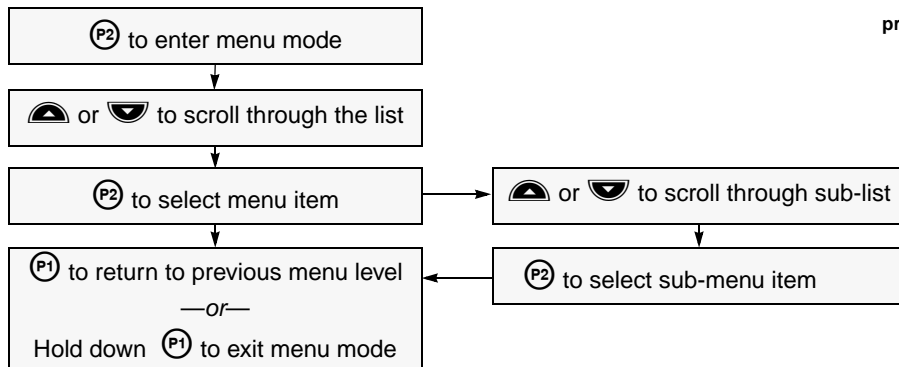 P2 to enter menu mode
pr
or to scroll through the list
P2 to select menu item
or to scroll through sub-list
P1 to return to previous menu level
—or—
Hold down P1 to exit menu mode
P2 to select sub-menu item